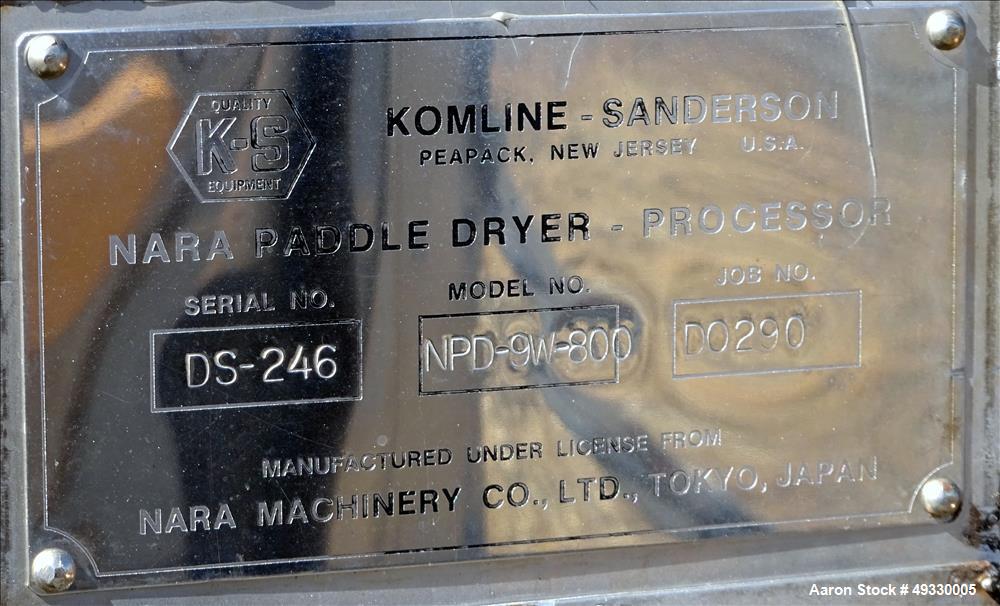 QUALITY
K-S
EQUIPMENT
KOMLINE - SANDERSON
PEAPACK, NEW JERSEY U.S.A.
NARA PADDLE DRYER - PROCESSOR
SERIAL NO. MODEL NO. JOB NO.
DS-246 NPD-9W-800 DO290
MANUFACTURED UNDER LICENSE FROM
NARA MACHINERY CO., LTD., TOKYO, JAPAN
Aaron Stock # 49330005